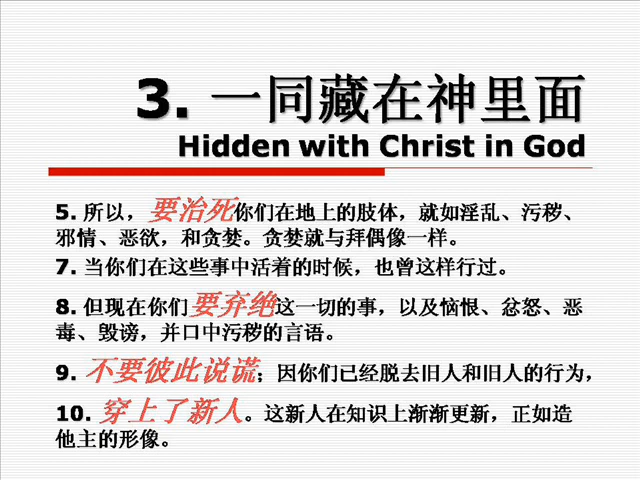 3. 一同藏在神里面
Hidden with Christ in God
5. 所以，要治死你们在地上的肢体，就如淫乱、污秽、
邪情、恶欲，和贪婪。贪婪就与拜偶像一样。
7. 当你们在这些事中活着的时候，也曾这样行过。
8. 但现在你们要弃绝这一切的事，以及恼恨、忿怒、恶
毒、毁谤，并口中污秽的言语。
9. 不要彼此说谎；因你们已经脱去旧人和旧人的行为，
10. 穿上了新人。这新人在知识上渐渐更新，正如造
他主的形像。